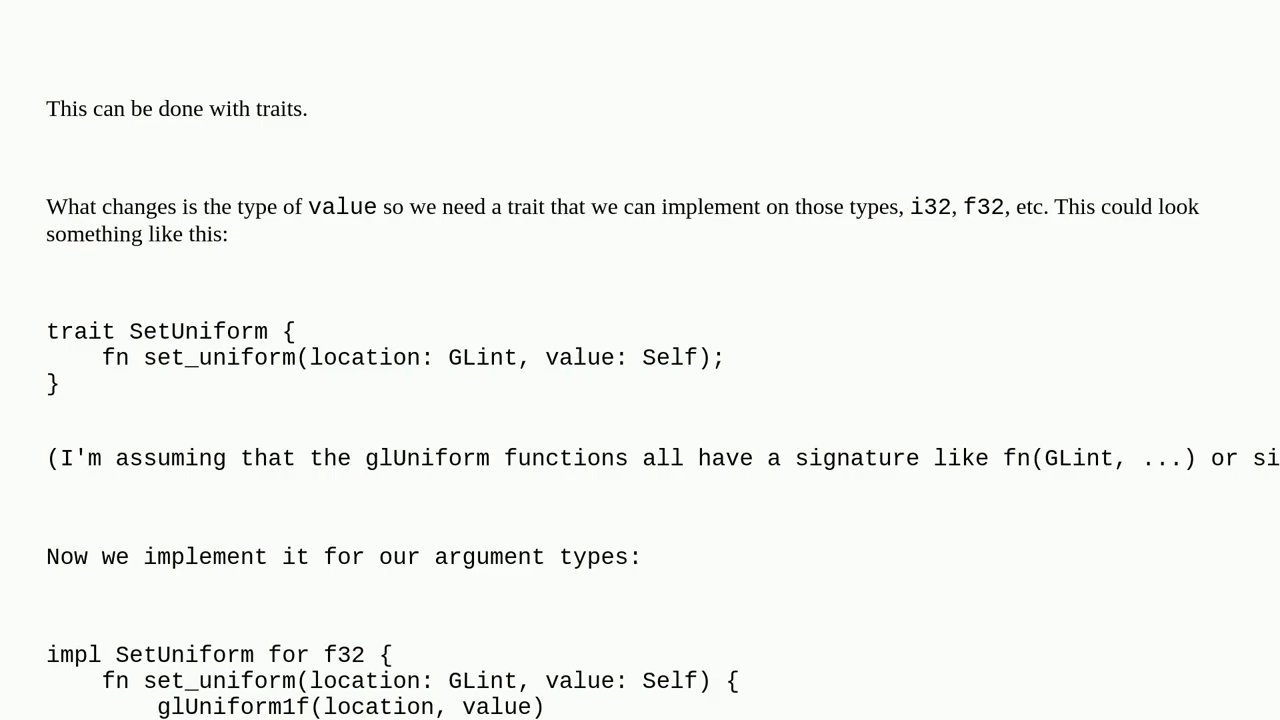 This can be done with traits.
What changes is the type of value so we need a trait that we can implement on those types, i32, f32, etc. This could look
something like this:
trait SetUniform {
    fn set_uniform(location: GLint, value: Self);
}
(I'm assuming that the glUniform functions all have a signature like fn(GLint, ...) or si
Now we implement it for our argument types:
impl SetUniform for f32 {
    fn set_uniform(location: GLint, value: Self) {
        glUniform1f(location, value)